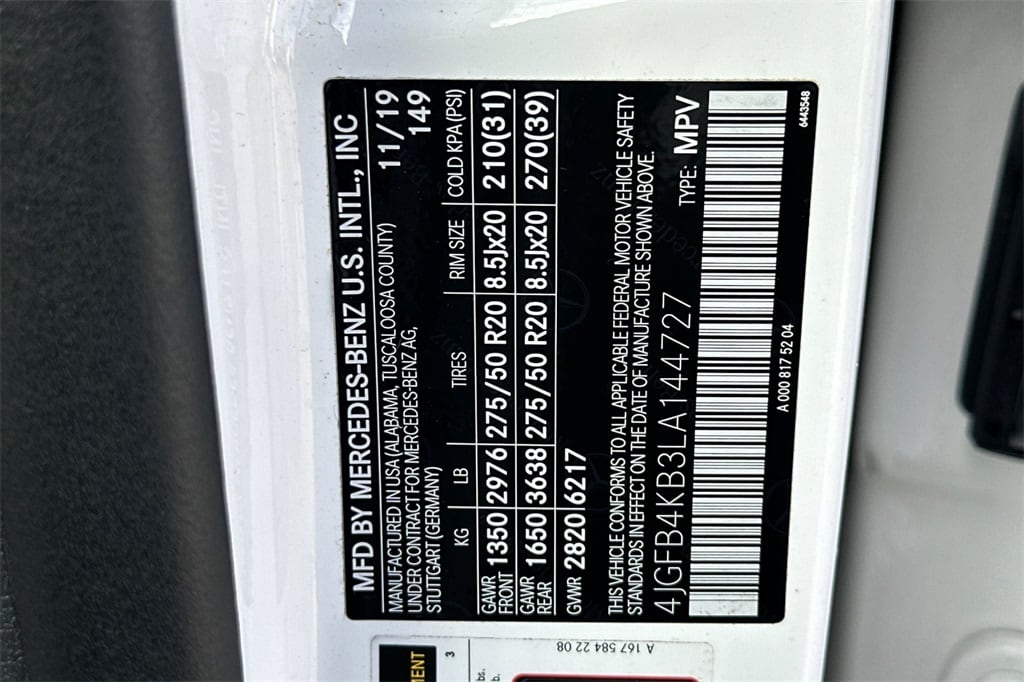 MFD BY MERCEDES-BENZ U.S. INTL., INC
MANUFACTURED IN USA (ALABAMA, TUSCALOOSA COUNTY) 11/19
UNDER CONTRACT FOR MERCEDES-BENZ AG, 149
STUTTGART (GERMANY)
KG LB TIRES RIM SIZE COLD KPA (PSI)
GAWR FRONT 1350 2976 275/50 R20 8.5Jx20 210(31)
GAWR REAR 1650 3638 275/50 R20 8.5Jx20 270(39)
GVWR 2820 6217
THIS VEHICLE CONFORMS TO ALL APPLICABLE FEDERAL MOTOR VEHICLE SAFETY
STANDARDS IN EFFECT ON THE DATE OF MANUFACTURE SHOWN ABOVE.
4JGFB4KB3LA144727 TYPE: MPV
A 000 817 52 04 6443548
A 167 584 22 08
3